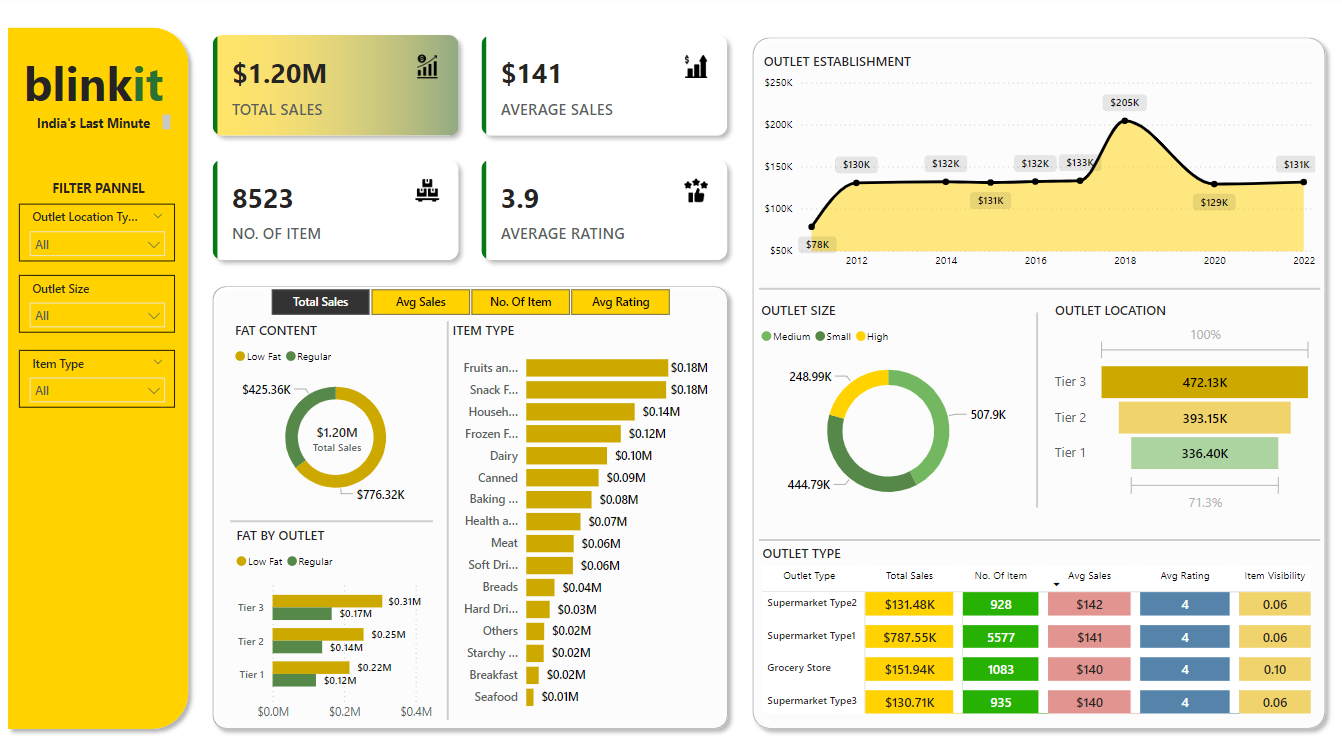 blinkit
India's Last Minute
FILTER PANNEL
Outlet Location Ty...
All
Outlet Size
All
Item Type
All
$1.20M
TOTAL SALES
$141
AVERAGE SALES
8523
NO. OF ITEM
3.9
AVERAGE RATING
Total Sales Avg Sales No. Of Item Avg Rating
FAT CONTENT
Low Fat Regular
$425.36K
$1.20M
Total Sales
$776.32K
FAT BY OUTLET
Low Fat Regular
Tier 3 $0.31M
$0.17M
Tier 2 $0.25M
$0.14M
Tier 1 $0.22M
$0.12M
$0.0M $0.2M $0.4M
ITEM TYPE
Fruits an... $0.18M
Snack F... $0.18M
Househ... $0.14M
Frozen F... $0.12M
Dairy $0.10M
Canned $0.09M
Baking ... $0.08M
Health a... $0.07M
Meat $0.06M
Soft Dri... $0.06M
Breads $0.04M
Hard Dri... $0.03M
Others $0.02M
Starchy ... $0.02M
Breakfast $0.02M
Seafood $0.01M
OUTLET ESTABLISHMENT
$250K
$200K
$150K
$100K
$50K
$78K
$130K
$132K
$131K
$132K
$133K
$205K
$129K
$131K
2012 2014 2016 2018 2020 2022
OUTLET SIZE
Medium Small High
248.99K
507.9K
444.79K
OUTLET LOCATION
100%
Tier 3 472.13K
Tier 2 393.15K
Tier 1 336.40K
71.3%
OUTLET TYPE
Outlet Type Total Sales No. Of Item Avg Sales Avg Rating Item Visibility
Supermarket Type2 $131.48K 928 $142 4 0.06
Supermarket Type1 $787.55K 5577 $141 4 0.06
Grocery Store $151.94K 1083 $140 4 0.10
Supermarket Type3 $130.71K 935 $140 4 0.06